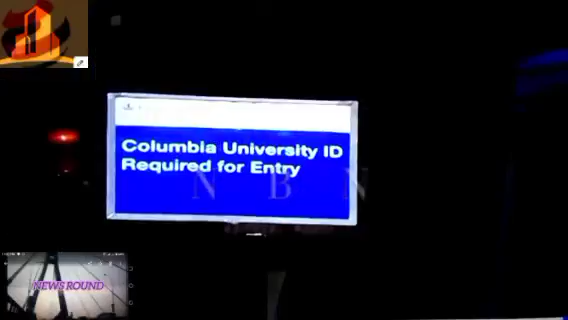 Columbia University ID
Required for Entry
N B N
NEWS ROUND